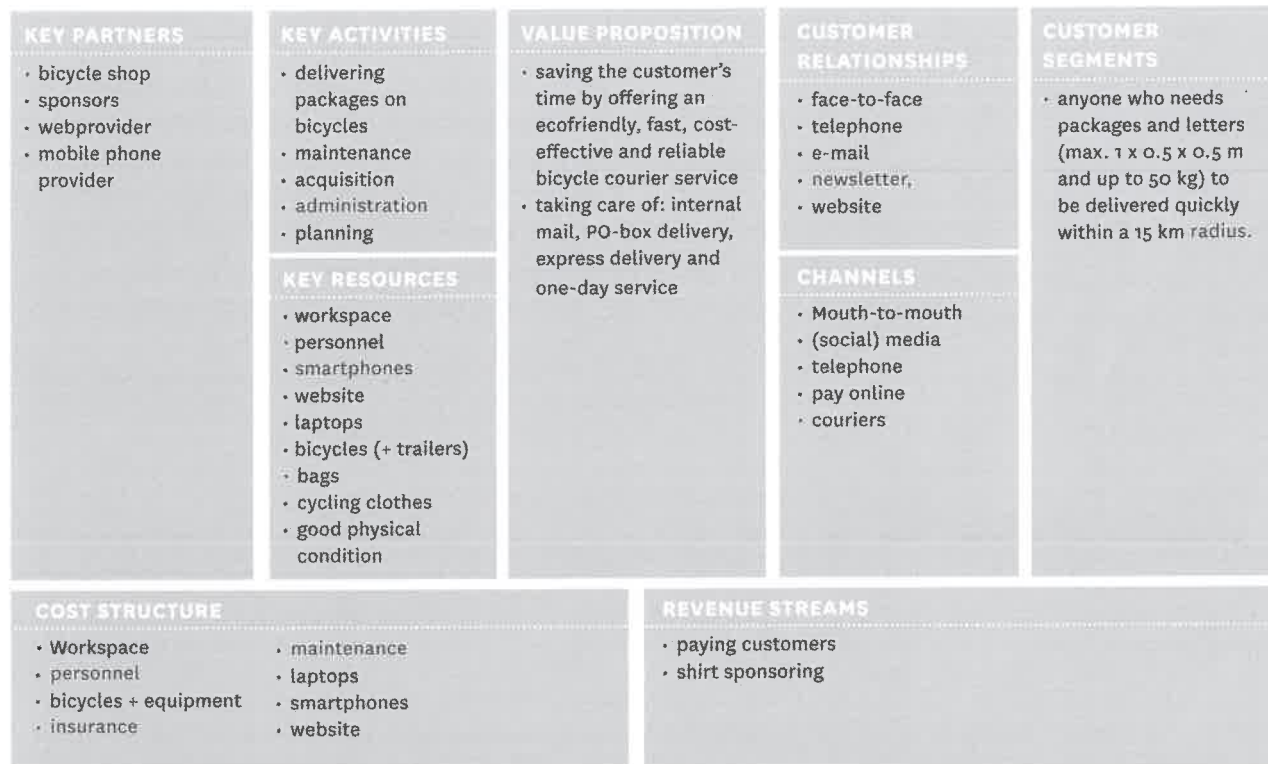 KEY PARTNERS
• bicycle shop
• sponsors
• webprovider
• mobile phone
provider
KEY ACTIVITIES
• delivering
packages on
bicycles
• maintenance
• acquisition
• administration
• planning
KEY RESOURCES
• workspace
• personnel
• smartphones
• website
• laptops
• bicycles (+ trailers)
• bags
• cycling clothes
• good physical
condition
VALUE PROPOSITION
• saving the customer's
time by offering an
ecofriendly, fast, cost-
effective and reliable
bicycle courier service
• taking care of: internal
mail, PO-box delivery,
express delivery and
one-day service
CUSTOMER
RELATIONSHIPS
• face-to-face
• telephone
• e-mail
• newsletter,
• website
CHANNELS
• Mouth-to-mouth
• (social) media
• telephone
• pay online
• couriers
CUSTOMER
SEGMENTS
• anyone who needs
packages and letters
(max. 1 x 0.5 x 0.5 m
and up to 50 kg) to
be delivered quickly
within a 15 km radius.
COST STRUCTURE
• Workspace
• personnel
• bicycles + equipment
• insurance
• maintenance
• laptops
• smartphones
• website
REVENUE STREAMS
• paying customers
• shirt sponsoring